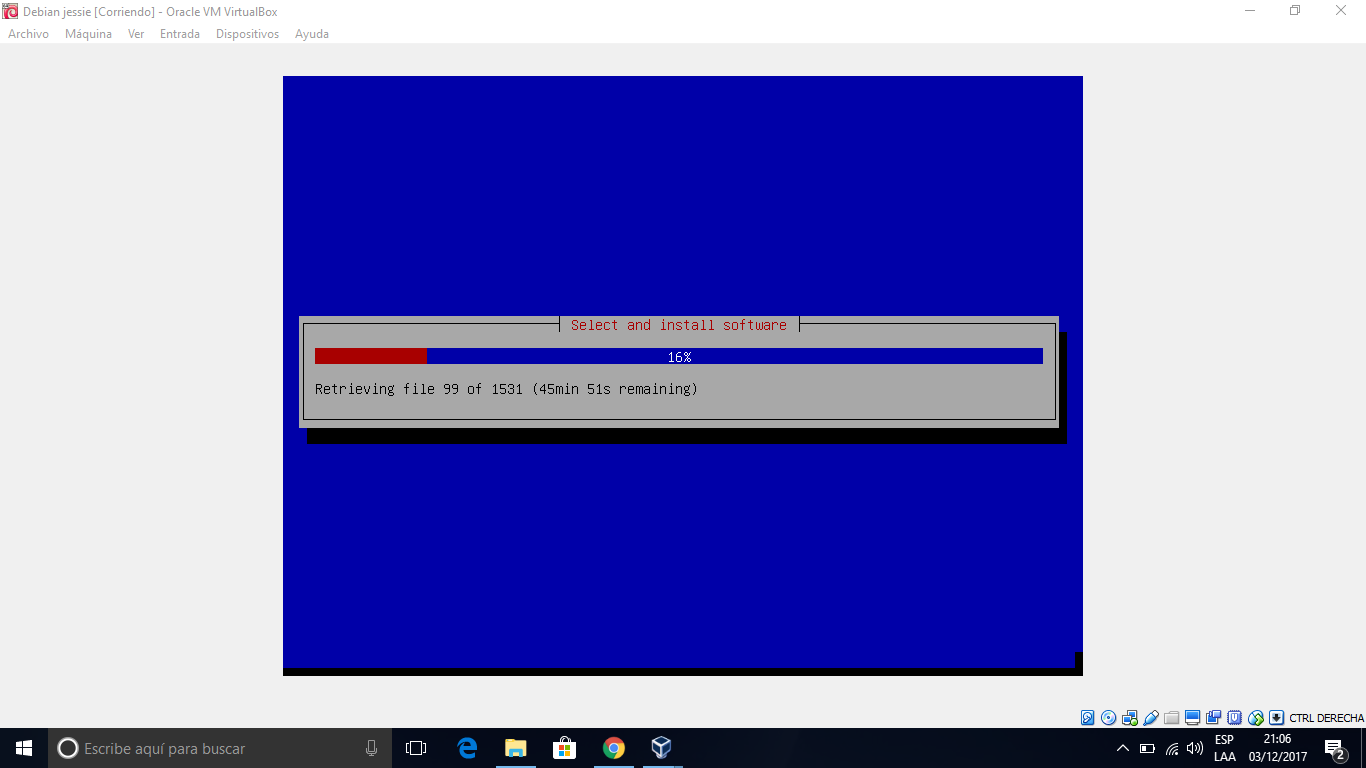 Debian jessie [Corriendo] - Oracle VM VirtualBox
Archivo Máquina Ver Entrada Dispositivos Ayuda
Select and install software
16%
Retrieving file 99 of 1531 (45min 51s remaining)
CTRL DERECHA
Escribe aquí para buscar
ESP
LAA
21:06
03/12/2017
2